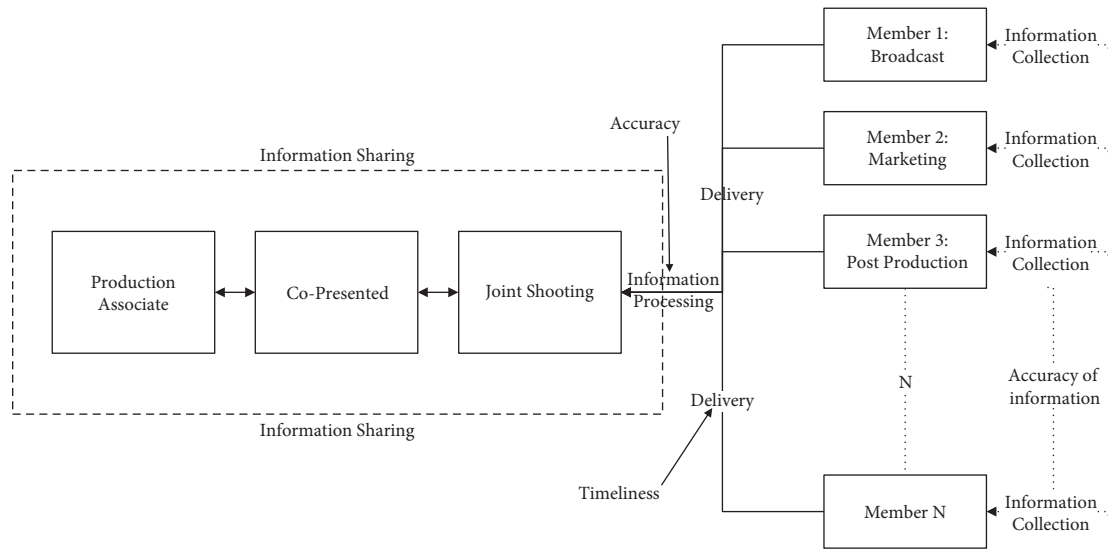 Member 1:
Broadcast
Information
Collection
Accuracy
Member 2:
Marketing
Information
Collection
Information Sharing
Delivery
Member 3:
Post Production
Information
Collection
Production
Associate
Co-Presented
Joint Shooting
Information
Processing
N
Accuracy of
information
Delivery
Information Sharing
Timeliness
Member N
Information
Collection